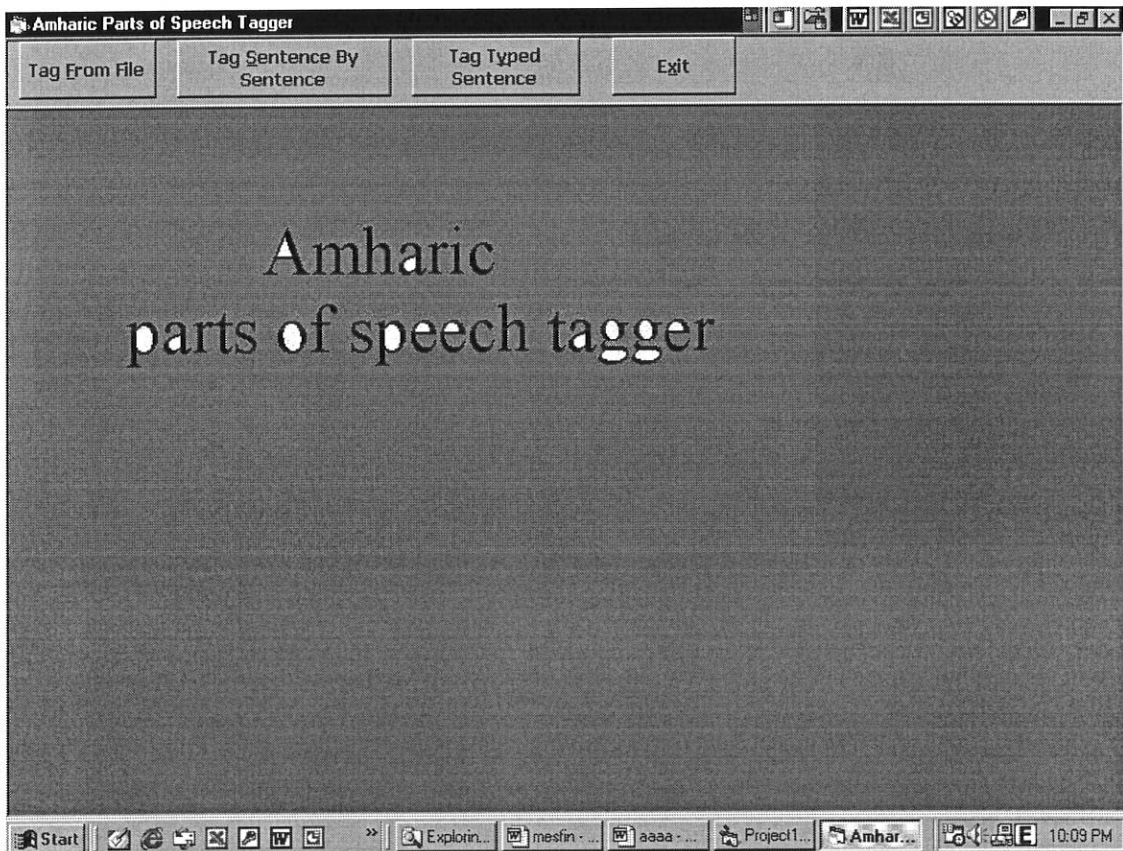 Amharic Parts of Speech Tagger
Tag From File
Tag Sentence By
Sentence
Tag Typed
Sentence
Exit
Amharic
parts of speech tagger
Start
»
Explorin...
mesfin - ...
aaaa - ...
Project1...
Amhar...
E
10:09 PM